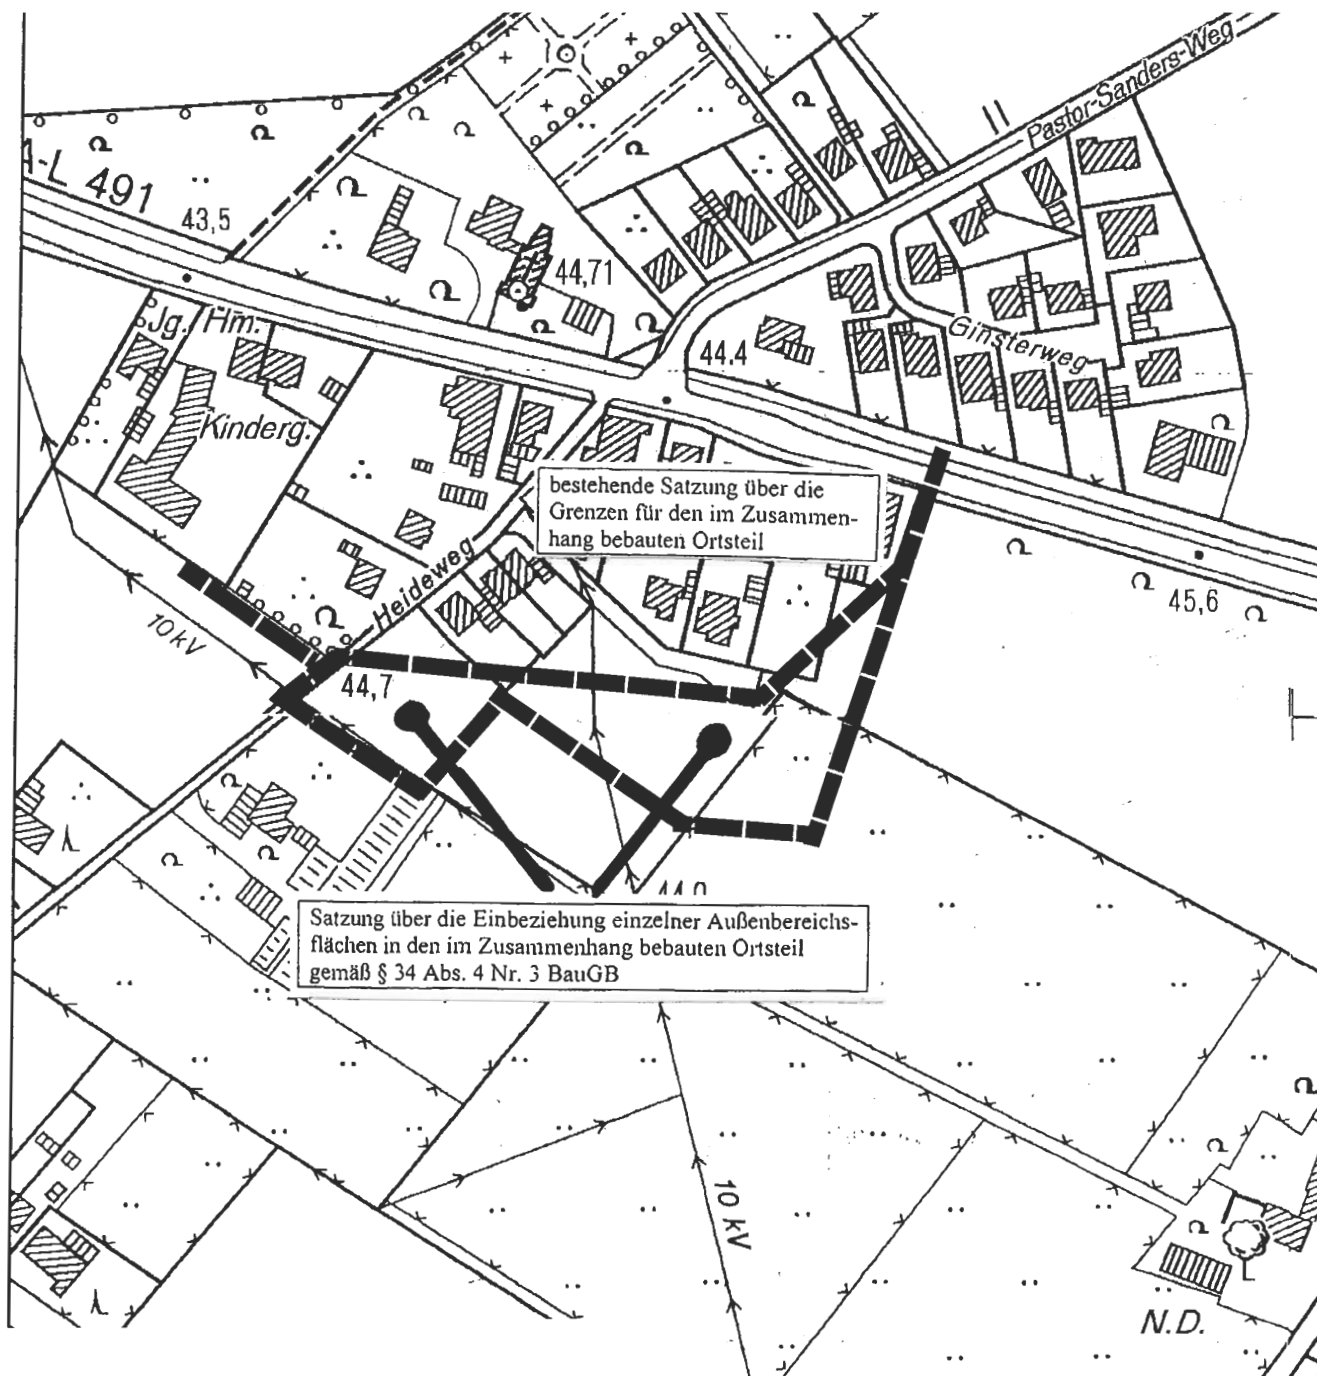 Pastor-Sanders-Weg
A-L 491
43,5
44,71
Jg. Hm.
44,4
Ginsterweg
Kinderg.
bestehende Satzung über die
Grenzen für den im Zusammen-
hang bebauten Ortsteil
Heideweg
45,6
10 kV
44,7
Satzung über die Einbeziehung einzelner Außenbereichs-
flächen in den im Zusammenhang bebauten Ortsteil
gemäß § 34 Abs. 4 Nr. 3 BauGB
10 kV
N.D.